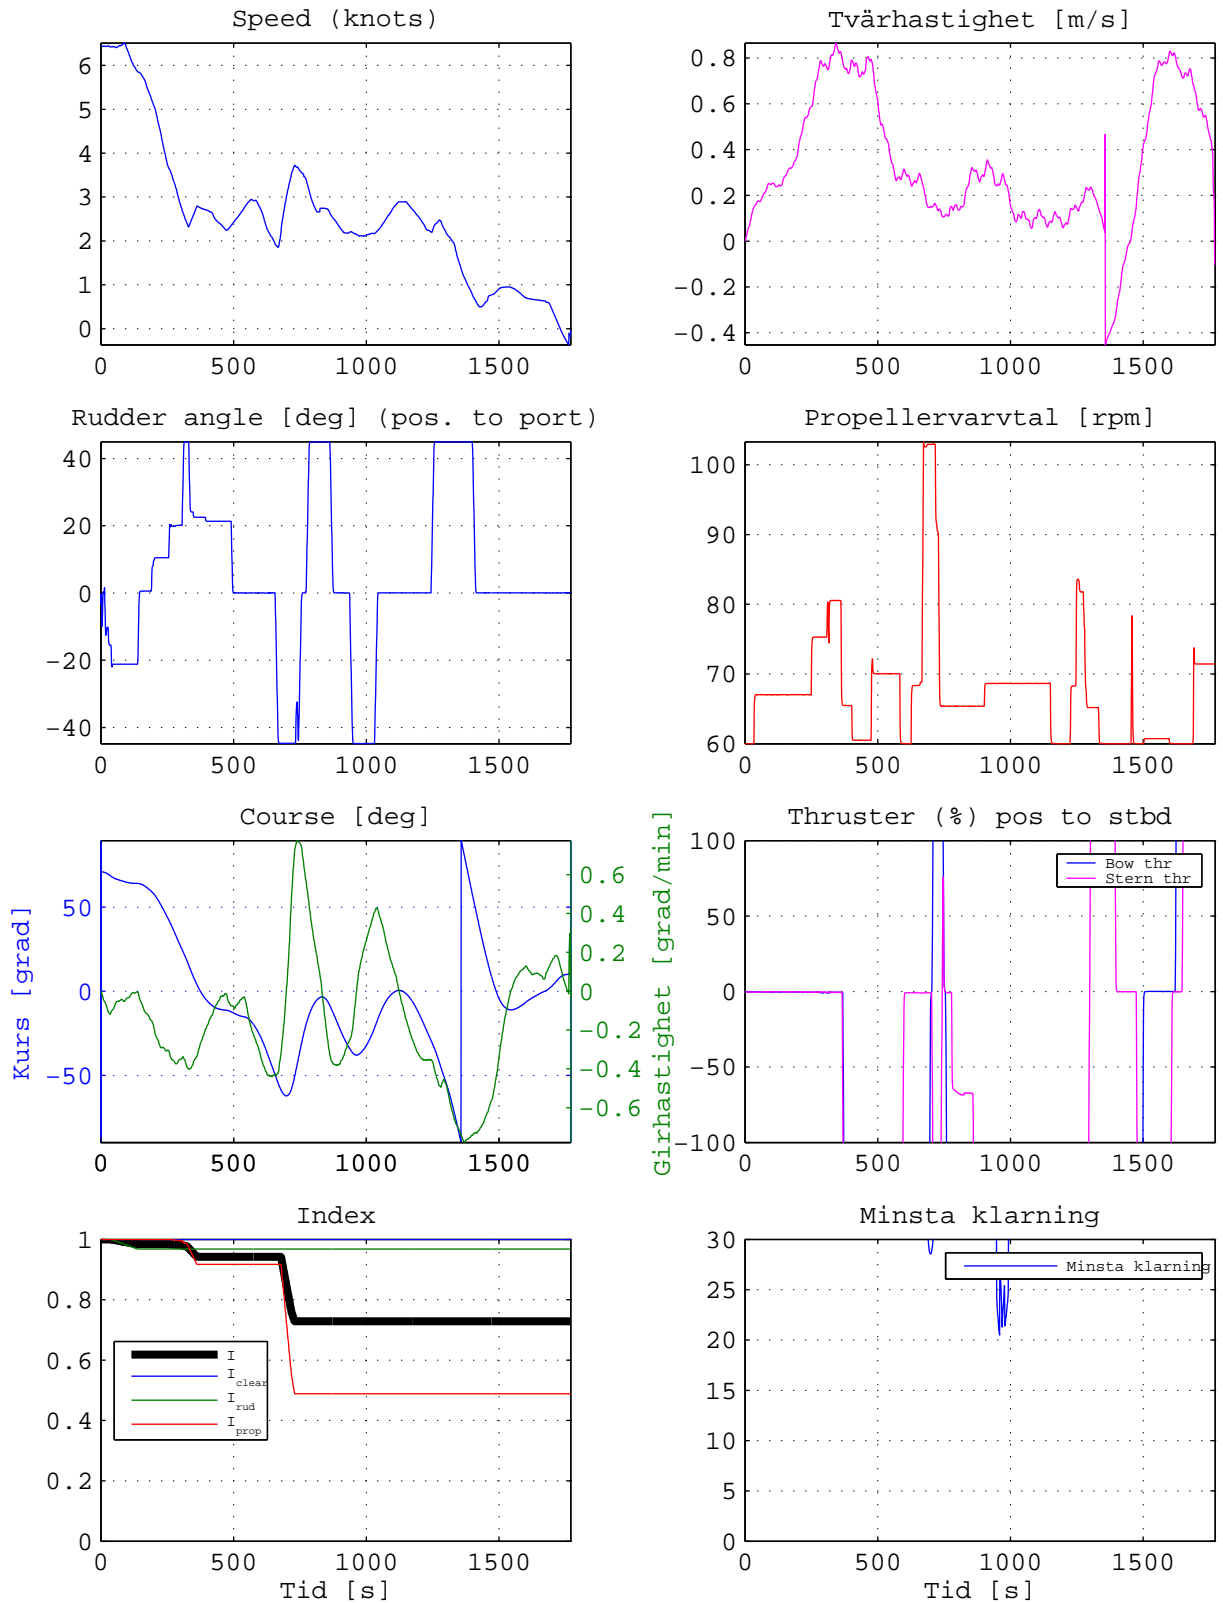 Speed (knots)
6
5
4
3
2
1
0
0 500 1000 1500
Tvärhastighet [m/s]
0.8
0.6
0.4
0.2
0
−0.2
−0.4
0 500 1000 1500
Rudder angle [deg] (pos. to port)
40
20
0
−20
−40
0 500 1000 1500
Propellervarvtal [rpm]
100
90
80
70
60
0 500 1000 1500
Course [deg]
Kurs [grad]
50
0
−50
0 500 1000 1500
0.6
0.4
0.2
0
−0.2
−0.4
−0.6
Girhastighet [grad/min]
Thruster (%) pos to stbd
100
50
0
−50
−100
0 500 1000 1500
Bow thr
Stern thr
Index
1
0.8
0.6
0.4
0.2
0
0 500 1000 1500
Tid [s]
I
I clear
I rud
I prop
Minsta klarning
30
25
20
15
10
5
0
0 500 1000 1500
Tid [s]
Minsta klarning